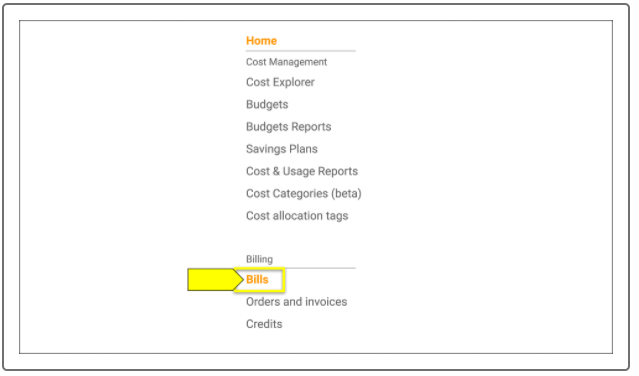 Home
Cost Management
Cost Explorer
Budgets
Budgets Reports
Savings Plans
Cost & Usage Reports
Cost Categories (beta)
Cost allocation tags
Billing
Bills
Orders and invoices
Credits